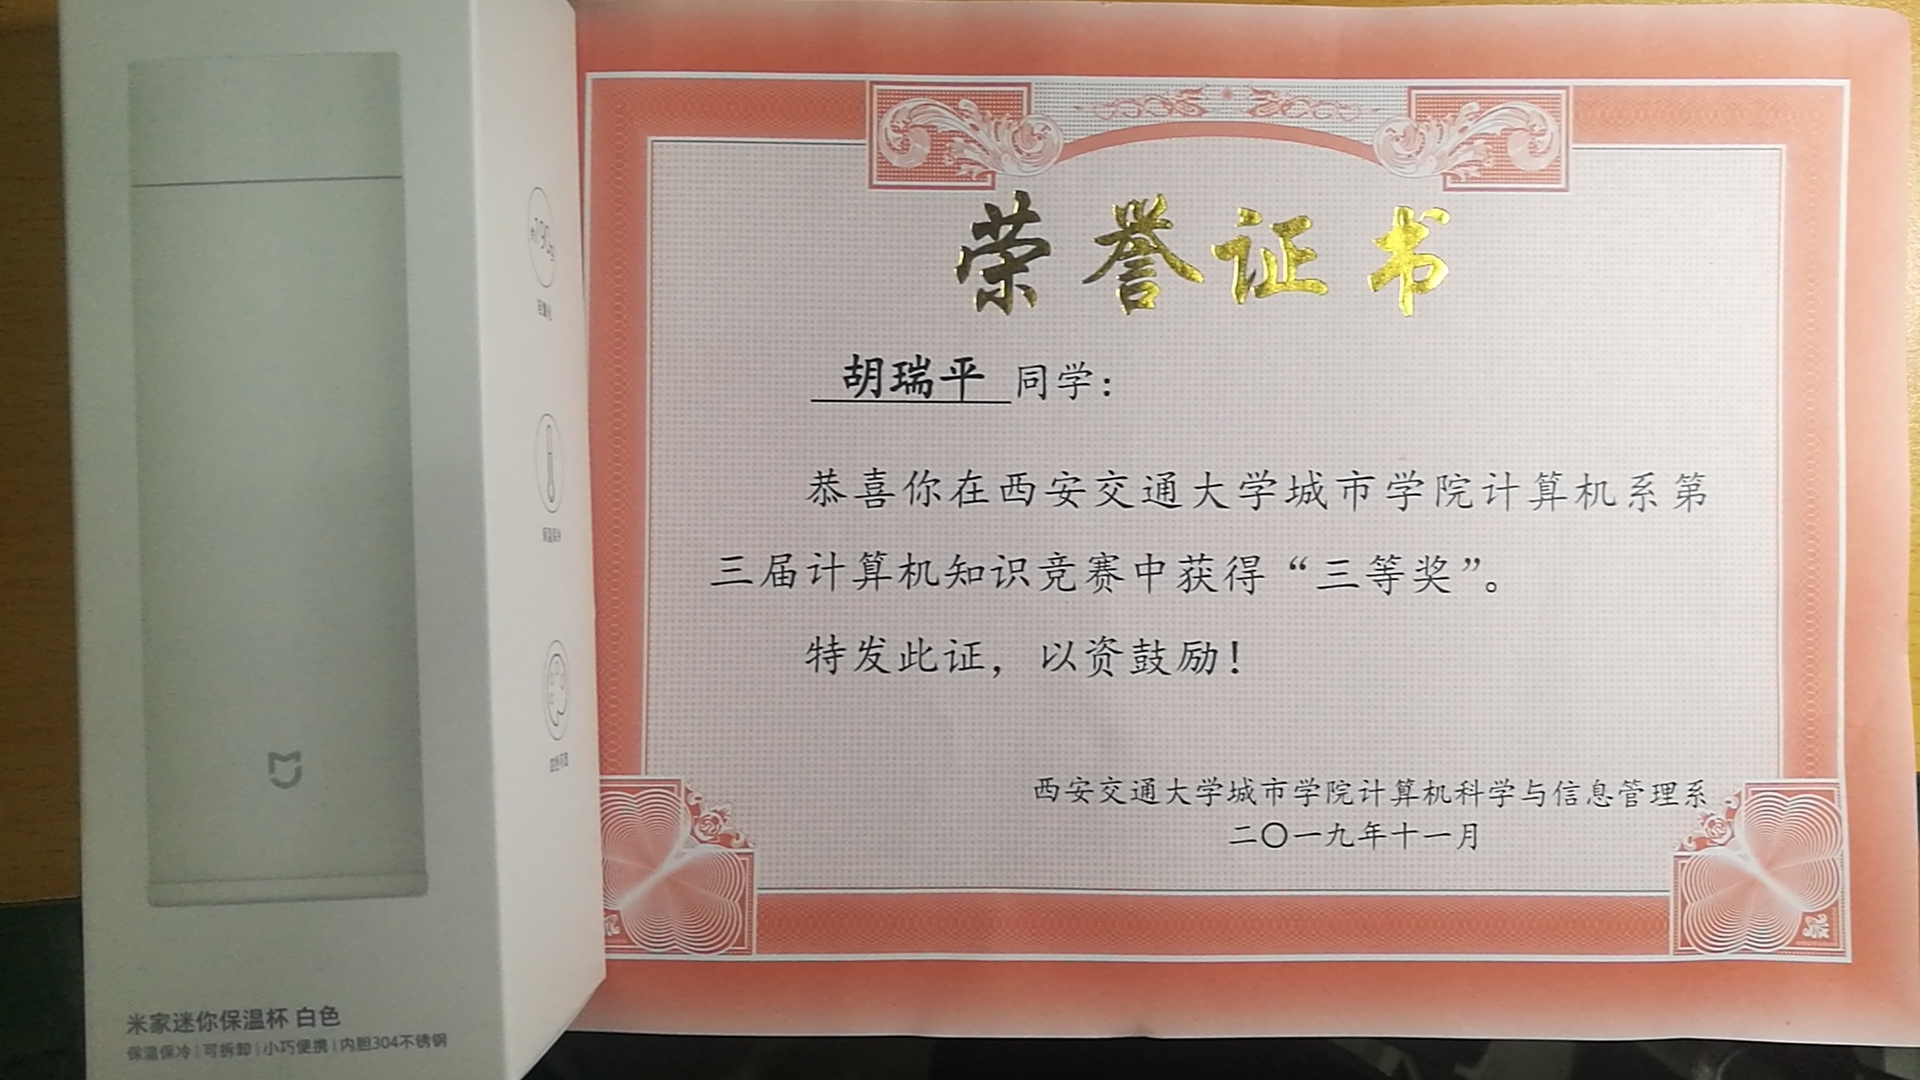 荣誉证书
胡瑞平 同学：
恭喜你在西安交通大学城市学院计算机系第
三届计算机知识竞赛中获得“三等奖”。
特发此证，以资鼓励！
西安交通大学城市学院计算机科学与信息管理系
二〇一九年十一月
190g
米家迷你保温杯 白色
保温保冷|可拆卸|小巧便携|内胆304不锈钢